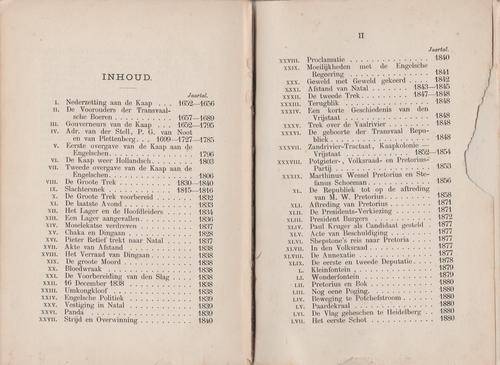 INHOUD.
Jaartal.
I. Nederzetting aan de Kaap . . 1652—1656
II. De Voorouders der Transvaal-
sche Boeren . . . . . . . 1657—1689
III. Gouverneurs van de Kaap . . 1652—1795
IV. Adr. van der Stell, P. G. van Noot
en van Plettenberg . . 1699—1727—1785
V. Eerste overgave van de Kaap aan de
Engelschen . . . . . . . 1796
VI. De Kaap weer Hollandsch . . . 1803
VII. Tweede overgave van de Kaap aan de
Engelschen . . . . . . . 1806
VIII. De Groote Trek . . . . 1830—1840
IX. Slachtersnek . . . . . 1815—1816
X. De Groote Trek voorbereid . . . 1832
XI. De laatste Avond . . . . . 1833
XII. Het Lager en de Hoofdleiders . . 1834
XIII. Een Lager aangevallen . . . . 1836
XIV. Moselekatse verdreven . . . . 1837
XV. Chaka en Dingaan . . . . . 1828
XVI. Pieter Retief trekt naar Natal . . 1837
XVII. Akte van Afstand . . . . . 1838
XVIII. Het Verraad van Dingaan . . . 1838
XIX. De groote Moord . . . . . 1838
XX. Bloedwraak . . . . . . . 1838
XXI. De Voorbereiding van den Slag . . 1838
XXII. 16 December 1838 . . . . . 1838
XXIII. Umkongkloof . . . . . . 1838
XXIV. Engelsche Politiek . . . . . 1839
XXV. Vestiging in Natal . . . . . 1838
XXVI. Panda . . . . . . . . 1839
XXVII. Strijd en Overwinning . . . . 1840
II
Jaartal.
XXVIII. Proclamatie . . . . . . . 1840
XXIX. Moeilijkheden met de Engelsche
Regeering . . . . . . . 1841
XXX. Geweld met Geweld gekeerd . . 1842
XXXI. Afstand van Natal . . . 1843—1845
XXXII. De tweede Trek . . . . 1847—1848
XXXIII. Terugblik . . . . . . . 1848
XXXIV. Een korte Geschiedenis van den
Vrijstaat . . . . . . . 1848
XXXV. Trek over de Vaalrivier . . . . 1848
XXXVI. De geboorte der Transvaal Repu-
bliek . . . . . . . . 1848
XXXVII. Zandrivier-Tractaat, Kaapkolonie-
Vrijstaat . . . . . . 1852—1854
XXXVIII. Potgieter-, Volksraad- en Pretorius-
Partij . . . . . . . . 1853
XXXIX. Marthinus Wessel Pretorius en Ste-
fanus Schoeman . . . . . . 1856
XL. De Republiek tot op de aftreding
van M. W. Pretorius . . . . . 1858
XLI. Aftreding van Pretorius . . . . 1871
XLII. De Presidents-Verkiezing . . . 1871
XLIII. President Burgers . . . . . 1872
XLIV. Paul Kruger als Candidaat gesteld . 1877
XLV. Acte van Beschuldiging . . . . 1877
XLVI. Shepstone's reis naar Pretoria . . 1877
XLVII. In den Volksraad . . . . . 1877
XLVIII. De Annexatie . . . . . . 1877
XLIX. De eerste en tweede Deputatie . . 1878
L. Kleinfontein . . . . . . . 1879
LI. Wonderfontein . . . . . . 1879
LII. Pretorius en Bok . . . . . 1880
LIII. Nog eene Poging. . . . . . 1880
LIV. Beweging te Potchefstroom . . . 1880
LV. Paardekraal . . . . . . . 1880
LVI. De Vlag geheschen te Heidelberg . 1880
LVII. Het eerste Schot . . . . . 1880